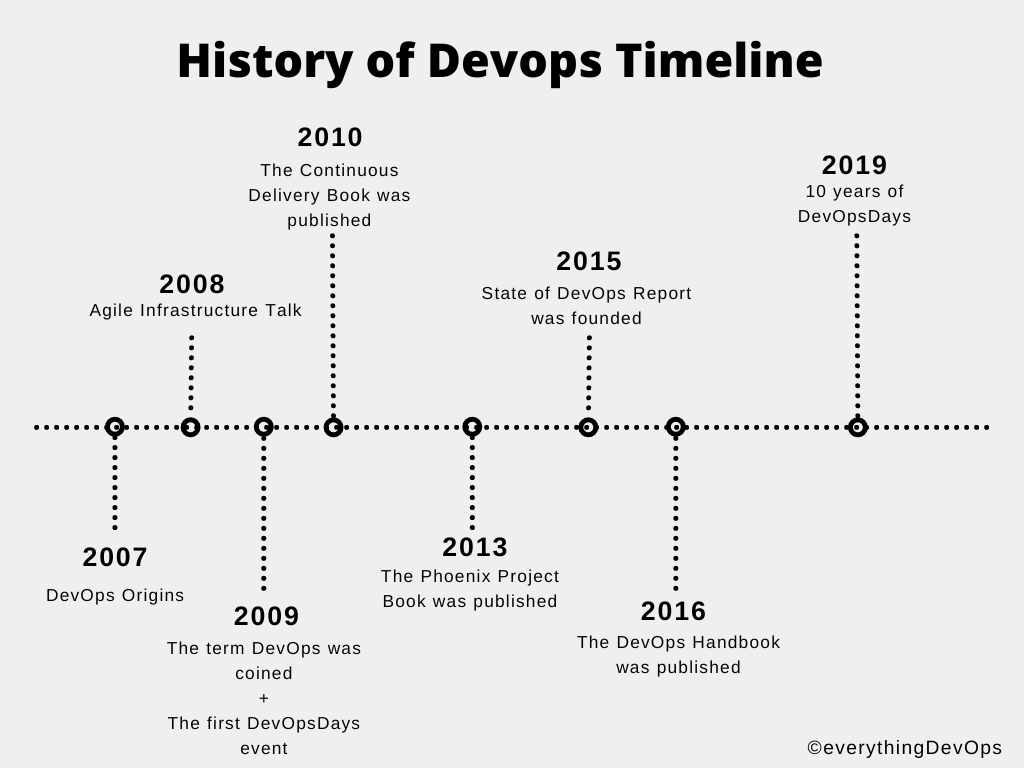 History of Devops Timeline
2010
The Continuous
Delivery Book was
published
2019
10 years of
DevOpsDays
2015
State of DevOps Report
was founded
2008
Agile Infrastructure Talk
2007
DevOps Origins
2009
The term DevOps was
coined
+
The first DevOpsDays
event
2013
The Phoenix Project
Book was published
2016
The DevOps Handbook
was published
©everythingDevOps